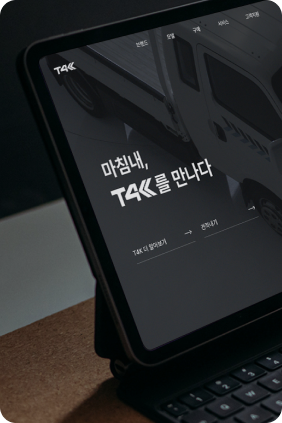 T4K
브랜드 모델 구매 서비스 고객지원
마침내,
T4K를 만나다
T4K 더 알아보기 → 견적내기 →